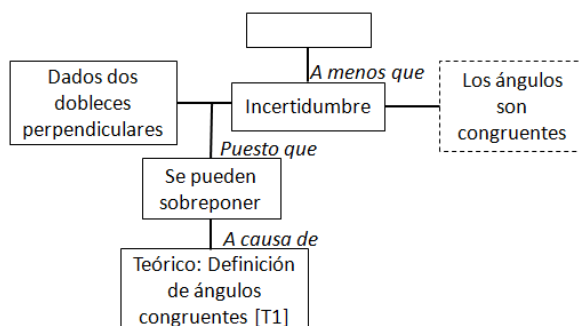 A menos que
Dados dos
dobleces
perpendiculares
Incertidumbre
Los ángulos
son
congruentes
Puesto que
Se pueden
sobreponer
A causa de
Teórico: Definición
de ángulos
congruentes [T1]